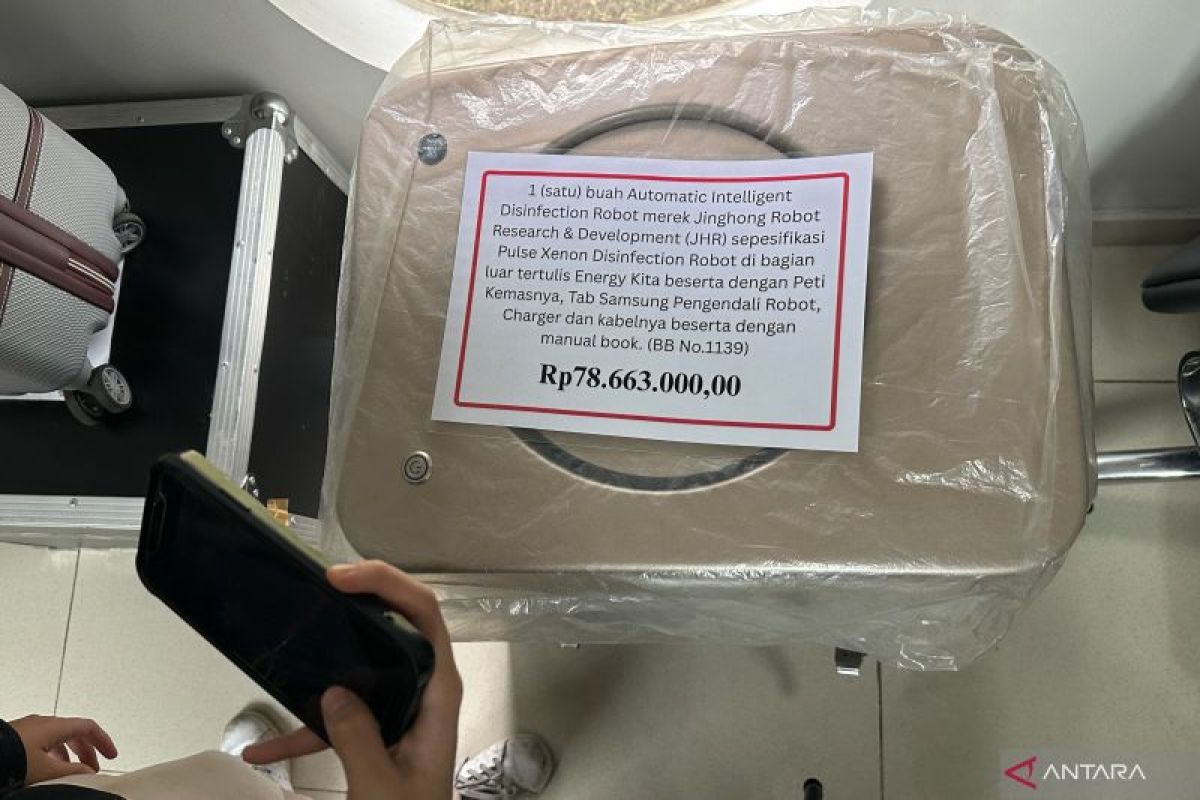 1 (satu) buah Automatic Intelligent
Disinfection Robot merek Jinghong Robot
Research & Development (JHR) sepesifikasi
Pulse Xenon Disinfection Robot di bagian
luar tertulis Energy Kita beserta dengan Peti
Kemasnya, Tab Samsung Pengendali Robot,
Charger dan kabelnya beserta dengan
manual book. (BB No.1139)
Rp78.663.000,00
ANTARA